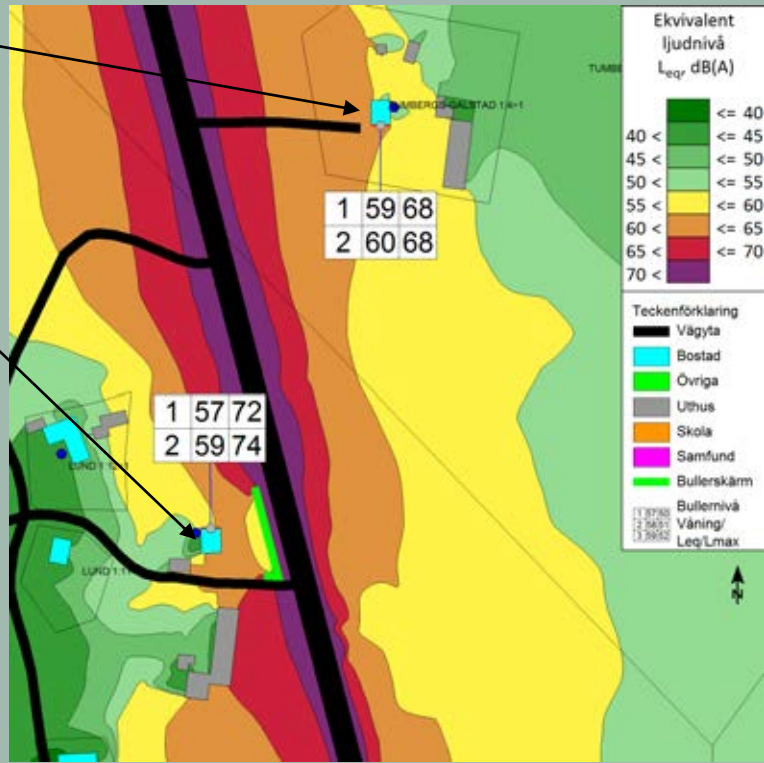 Ekvivalent
ljudnivå
Leq, dB(A)
<= 40
40 < <= 45
45 < <= 50
50 < <= 55
55 < <= 60
60 < <= 65
65 < <= 70
70 <
Teckenförklaring
Vägyta
Bostad
Övriga
Uthus
Skola
Samfund
Bullerskärm
Bullernivå
Våning/
Leq/Lmax
N
1 59 68
2 60 68
1 57 72
2 59 74
LUND 1:11